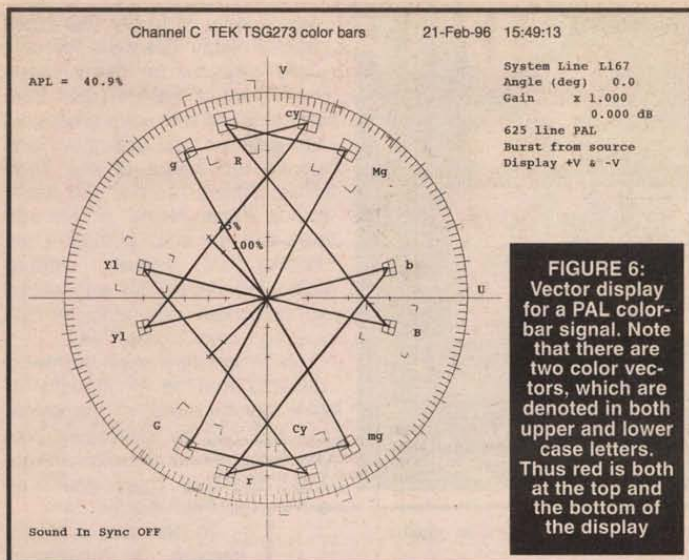 Channel C TEK TSG273 color bars 21-Feb-96 15:49:13
APL = 40.9%
System Line L167
Angle (deg) 0.0
Gain x 1.000
0.000 dB
625 line PAL
Burst from source
Display +V & -V
V
cy
g
R
Mg
75%
100%
Yl
b
U
yl
B
G
Cy
mg
r
Sound In Sync OFF
FIGURE 6:
Vector display
for a PAL color-
bar signal. Note
that there are
two color vec-
tors, which are
denoted in both
upper and lower
case letters.
Thus red is both
at the top and
the bottom of
the display